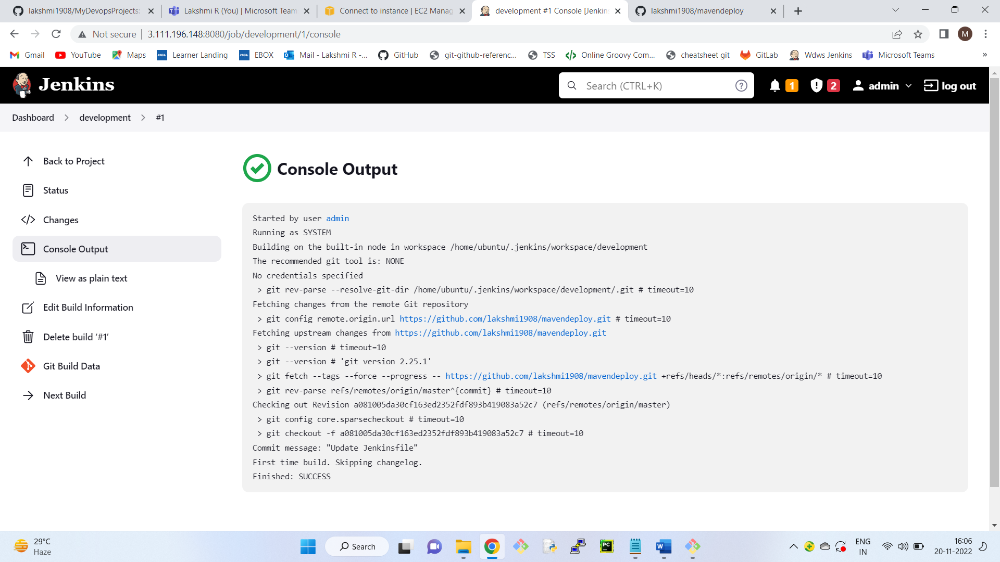 lakshmi1908/MyDevopsProjects:
Lakshmi R (You) | Microsoft Team
Connect to instance | EC2 Manag
development #1 Console [Jenkins
lakshmi1908/mavendeploy
Not secure
3.111.196.148:8080/job/development/1/console
M
Gmail
YouTube
Maps
HCL
Learner Landing
HCL
EBOX
Mail - Lakshmi R -...
GitHub
git-github-referenc...
TSS
Online Groovy Com...
cheatsheet git
GitLab
Wdws Jenkins
Microsoft Teams
»
Jenkins
Search (CTRL+K)
1
2
admin
log out
Dashboard
development
#1
Back to Project
Status
Changes
Console Output
View as plain text
Edit Build Information
Delete build ‘#1’
Git Build Data
Next Build
Console Output
Started by user admin
Running as SYSTEM
Building on the built-in node in workspace /home/ubuntu/.jenkins/workspace/development
The recommended git tool is: NONE
No credentials specified
> git rev-parse --resolve-git-dir /home/ubuntu/.jenkins/workspace/development/.git # timeout=10
Fetching changes from the remote Git repository
> git config remote.origin.url https://github.com/lakshmi1908/mavendeploy.git # timeout=10
Fetching upstream changes from https://github.com/lakshmi1908/mavendeploy.git
> git --version # timeout=10
> git --version # 'git version 2.25.1'
> git fetch --tags --force --progress -- https://github.com/lakshmi1908/mavendeploy.git +refs/heads/*:refs/remotes/origin/* # timeout=10
> git rev-parse refs/remotes/origin/master^{commit} # timeout=10
Checking out Revision a081005da30cf163ed2352fdf893b419083a52c7 (refs/remotes/origin/master)
> git config core.sparsecheckout # timeout=10
> git checkout -f a081005da30cf163ed2352fdf893b419083a52c7 # timeout=10
Commit message: "Update Jenkinsfile"
First time build. Skipping changelog.
Finished: SUCCESS
29°C
Haze
Search
PC
W
ENG
IN
16:06
20-11-2022